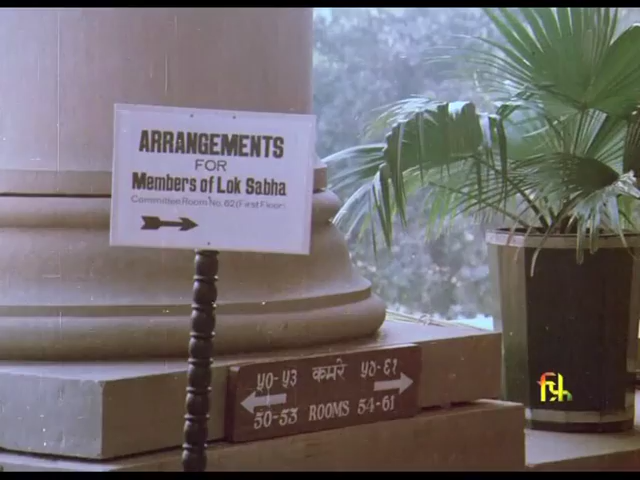 ARRANGEMENTS
FOR
Members of Lok Sabha
Committee Room No. 62 (First Floor)
५०-५३ कमरे ५४-६१
50-53 ROOMS 54-61